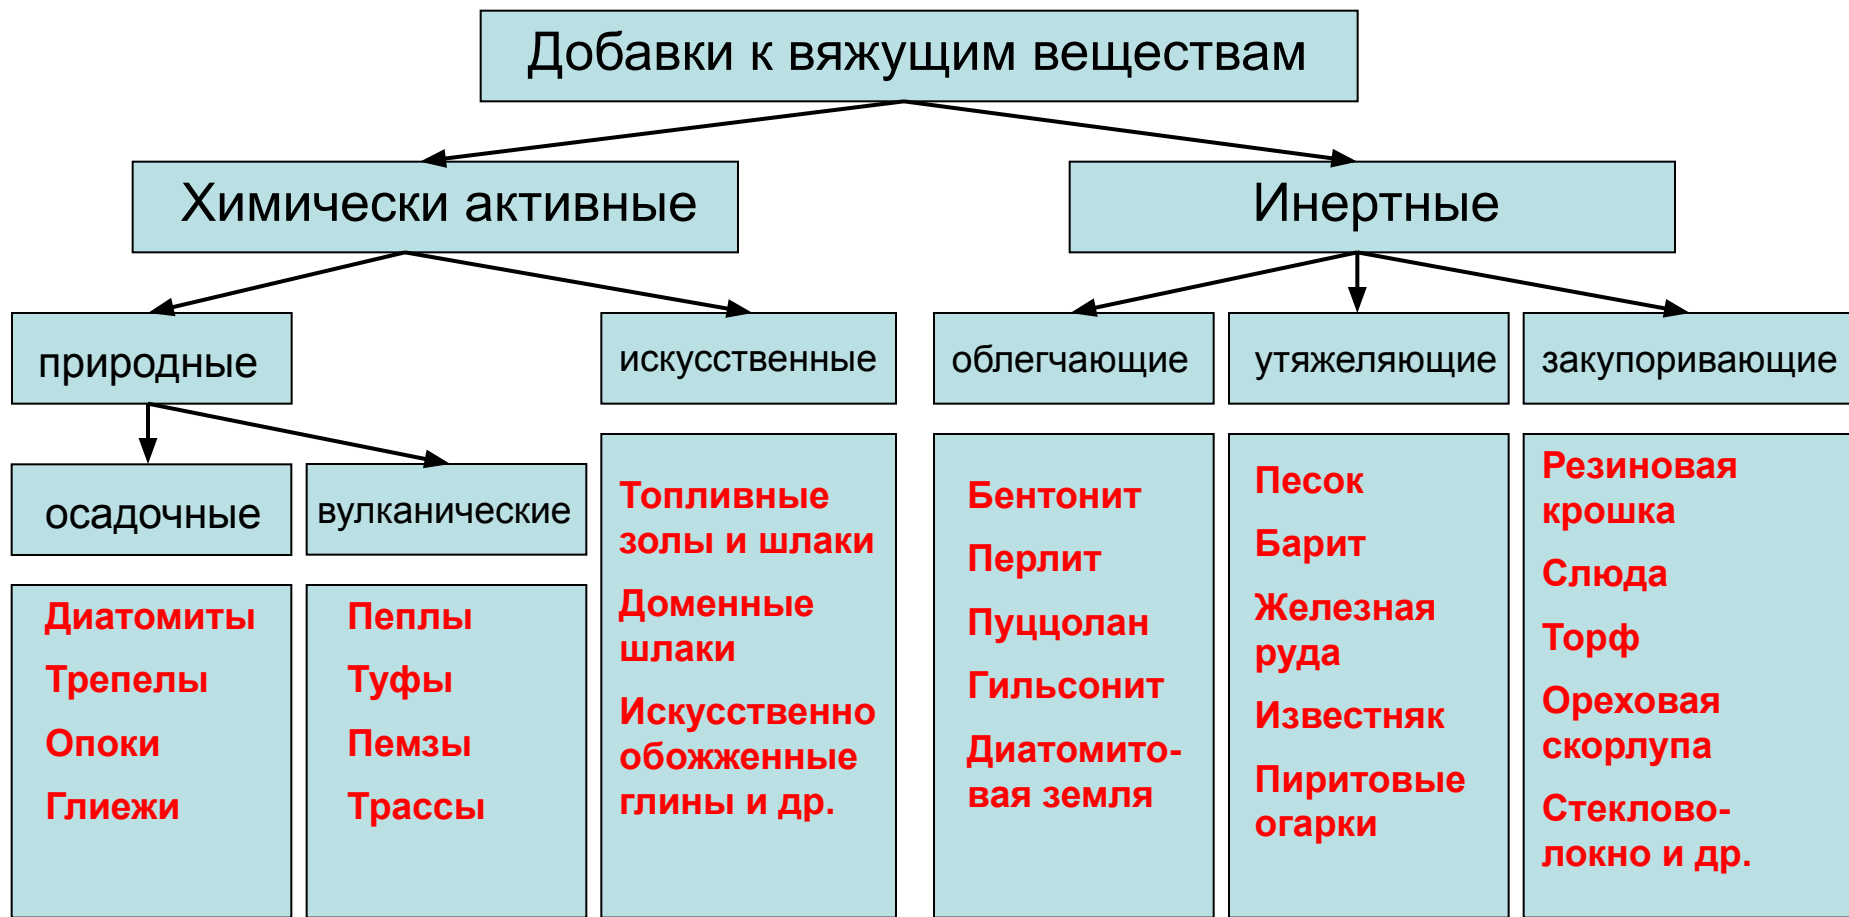 Добавки к вяжущим веществам
Химически активные
Инертные
природные
искусственные
облегчающие
утяжеляющие
закупоривающие
осадочные
вулканические
Диатомиты
Трепелы
Опоки
Глиежи
Пеплы
Туфы
Пемзы
Трассы
Топливные
золы и шлаки
Доменные
шлаки
Искусственно
обожженные
глины и др.
Бентонит
Перлит
Пуццолан
Гильсонит
Диатомито-
вая земля
Песок
Барит
Железная
руда
Известняк
Пиритовые
огарки
Резиновая
крошка
Слюда
Торф
Ореховая
скорлупа
Стеклово-
локно и др.